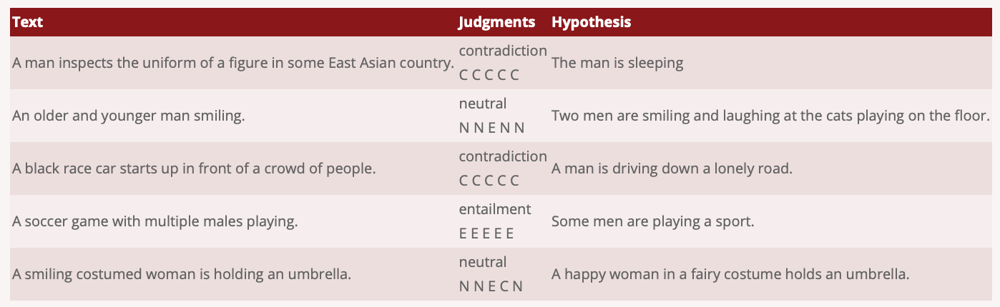 Text Judgments Hypothesis
A man inspects the uniform of a figure in some East Asian country. contradiction C C C C C The man is sleeping
An older and younger man smiling. neutral N N E N N Two men are smiling and laughing at the cats playing on the floor.
A black race car starts up in front of a crowd of people. contradiction C C C C C A man is driving down a lonely road.
A soccer game with multiple males playing. entailment E E E E E Some men are playing a sport.
A smiling costumed woman is holding an umbrella. neutral N N E C N A happy woman in a fairy costume holds an umbrella.